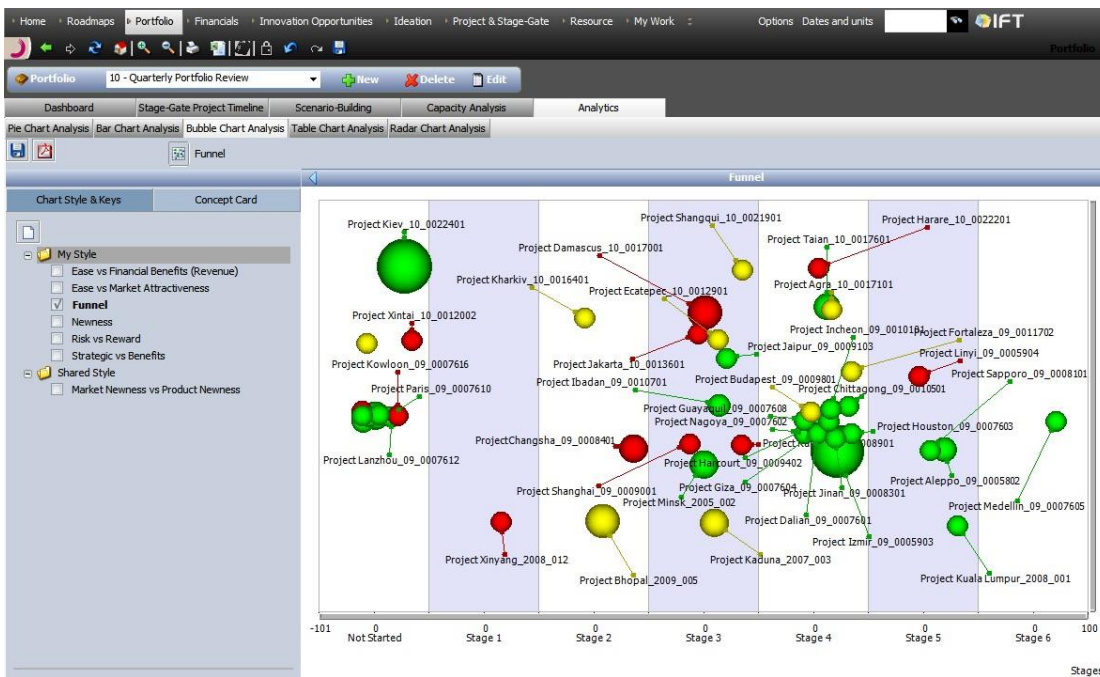 Home Roadmaps Portfolio Financials Innovation Opportunities Ideation Project & Stage-Gate Resource My Work Options Dates and units IFT
Portfolio
Portfolio 10 - Quarterly Portfolio Review New Delete Edit
Dashboard Stage-Gate Project Timeline Scenario-Building Capacity Analysis Analytics
Pie Chart Analysis Bar Chart Analysis Bubble Chart Analysis Table Chart Analysis Radar Chart Analysis
Funnel
Funnel
Chart Style & Keys Concept Card
My Style
Ease vs Financial Benefits (Revenue)
Ease vs Market Attractiveness
Funnel
Newness
Risk vs Reward
Strategic vs Benefits
Shared Style
Market Newness vs Product Newness
Project Kiev_10_0022401
Project Shangqui_10_0021901
Project Harare_10_0022201
Project Damascus_10_0017001
Project Taian_10_0017601
Project Kharkiv_10_0016401
Project Ecatepec_10_0012901
Project Agra_10_0017101
Project Xintai_10_0012002
Project Incheon_09_0010101
Project Fortaleza_09_0011702
Project Jaipur_09_0009103
Project Linyi_09_0005904
Project Kowloon_09_0007616
Project Jakarta_10_0013601
Project Sapporo_09_0008101
Project Paris_09_0007610
Project Ibadan_09_0010701
Project Budapest_09_0009801
Project Chittagong_09_0010501
Project Guayaquil_09_0007608
Project Nagoya_09_0007602
Project Houston_09_0007603
ProjectChangsha_09_0008401
Project
8901
Project Lanzhou_09_0007612
Project Harcourt_09_0009402
Project Aleppo_09_0005802
Project Shanghai_09_0009001
Project Giza_09_0007604
Project Jinan_09_0008301
Project Minsk_2005_002
Project Medellin_09_0007605
Project Dalian_09_0007601
Project Izmir_09_0005903
Project Xinyang_2008_012
Project Kaduna_2007_003
Project Bhopal_2009_005
Project Kuala Lumpur_2008_001
-101 0 0 0 0 0 0 0 100
Not Started Stage 1 Stage 2 Stage 3 Stage 4 Stage 5 Stage 6
Stages